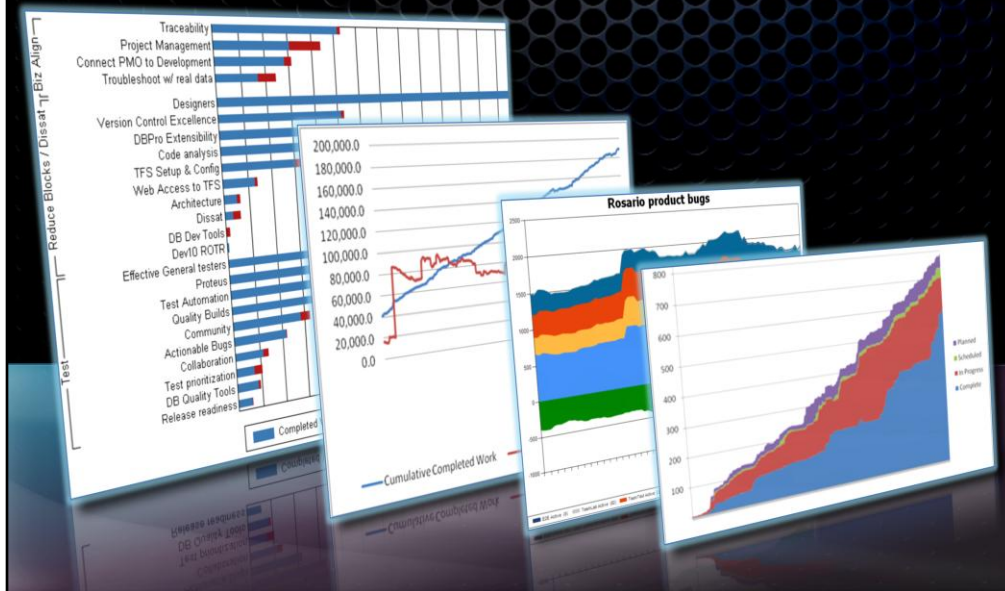 Biz Align
Reduce Blocks / Dissat
Test
Traceability
Project Management
Connect PMO to Development
Troubleshoot w/ real data
Designers
Version Control Excellence
DBPro Extensibility
Code analysis
TFS Setup & Config
Web Access to TFS
Architecture
Dissat
DB Dev Tools
Dev10 ROTR
Effective General testers
Proteus
Test Automation
Quality Builds
Community
Actionable Bugs
Collaboration
Test prioritization
DB Quality Tools
Release readiness
Completed
200,000.0
180,000.0
160,000.0
140,000.0
120,000.0
100,000.0
80,000.0
60,000.0
40,000.0
20,000.0
0.0
Cumulative Completed Work
Rosario product bugs
2500
2000
1500
1000
500
0
-500
-1000
800
700
600
500
400
300
200
100
Planned
Scheduled
In Progress
Complete